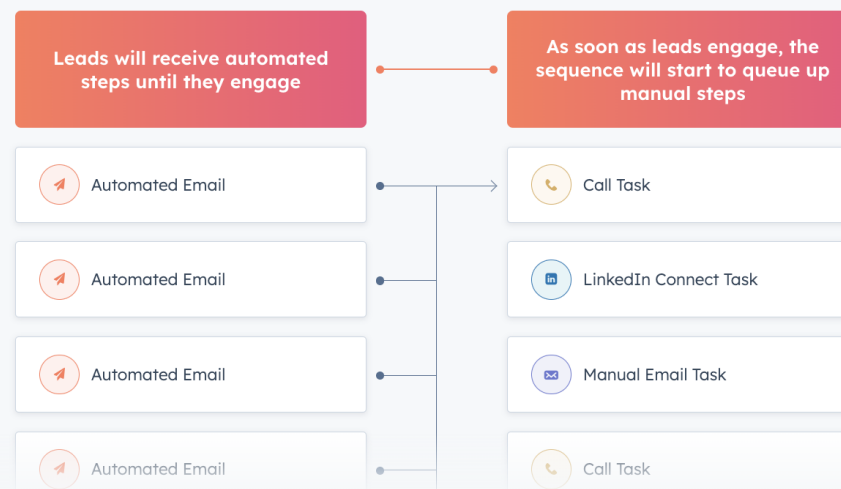 Leads will receive automated
steps until they engage
As soon as leads engage, the
sequence will start to queue up
manual steps
Automated Email
Call Task
Automated Email
LinkedIn Connect Task
Automated Email
Manual Email Task
Automated Email
Call Task